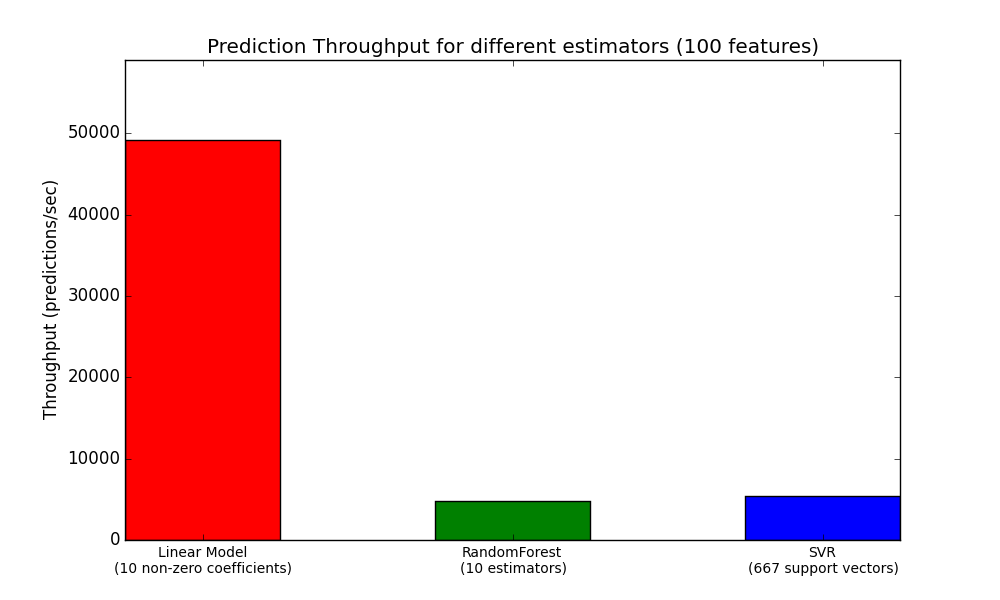 Prediction Throughput for different estimators (100 features)
Throughput (predictions/sec)
50000
40000
30000
20000
10000
0
Linear Model
(10 non-zero coefficients)
RandomForest
(10 estimators)
SVR
(667 support vectors)